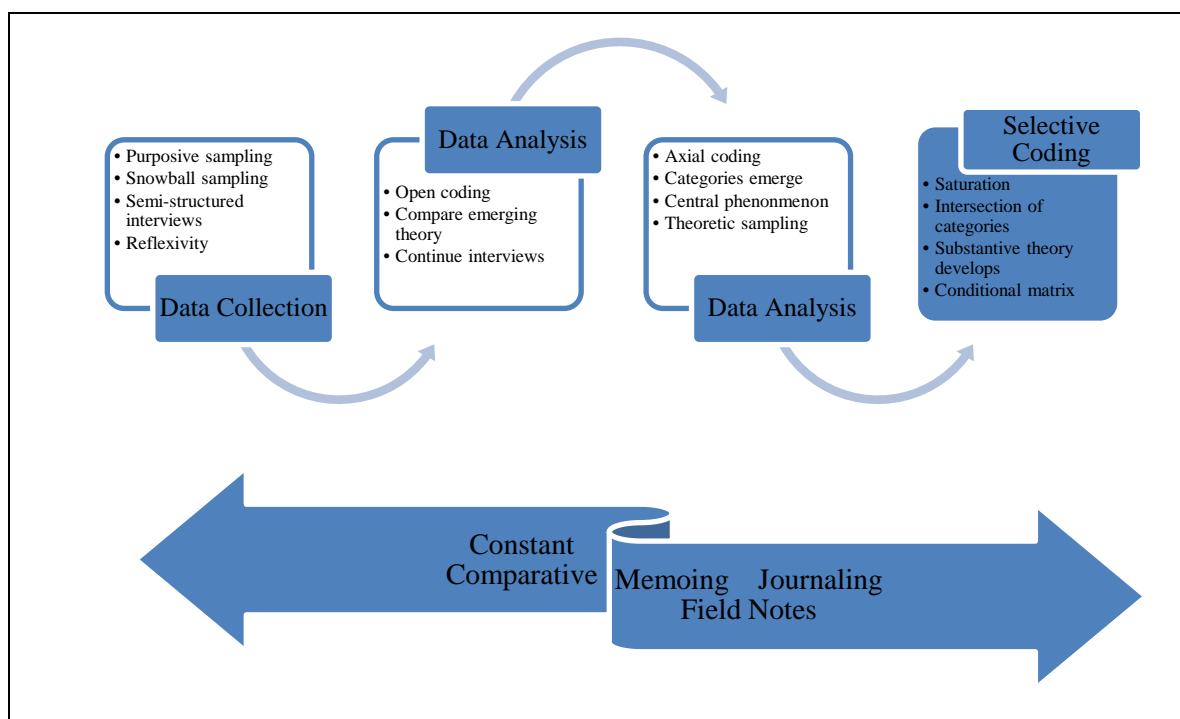 • Purposive sampling
• Snowball sampling
• Semi-structured
interviews
• Reflexivity
Data Collection
Data Analysis
• Open coding
• Compare emerging
theory
• Continue interviews
• Axial coding
• Categories emerge
• Central phenonmenon
• Theoretic sampling
Data Analysis
Selective
Coding
• Saturation
• Intersection of
categories
• Substantive theory
develops
• Conditional matrix
Constant
Comparative
Memoing Journaling
Field Notes